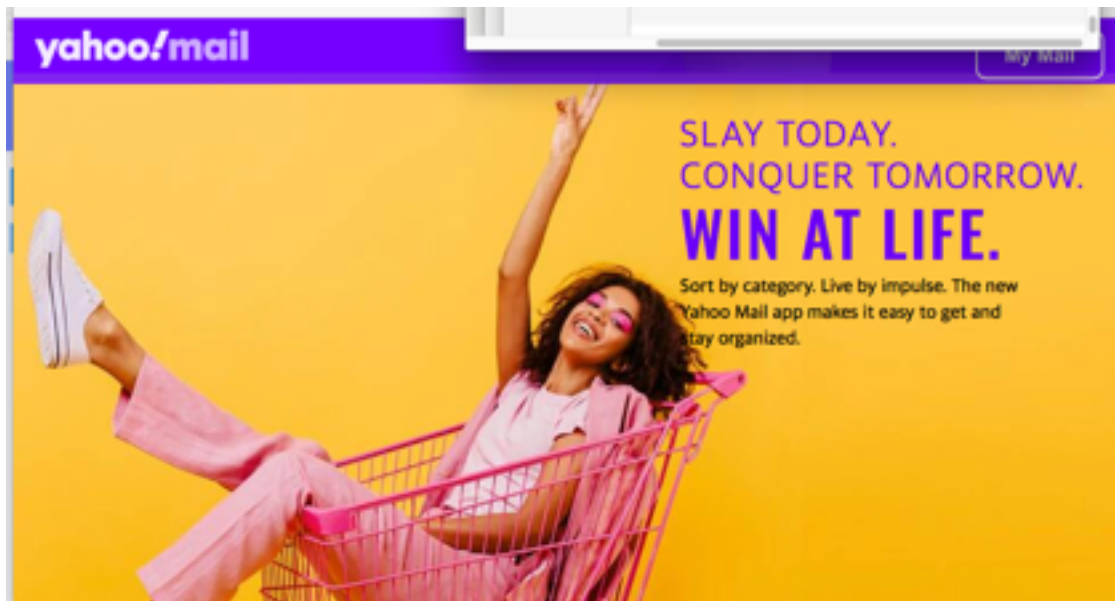 yahoo!mail
My Mail
SLAY TODAY.
CONQUER TOMORROW.
WIN AT LIFE.
Sort by category. Live by impulse. The new
Yahoo Mail app makes it easy to get and
stay organized.